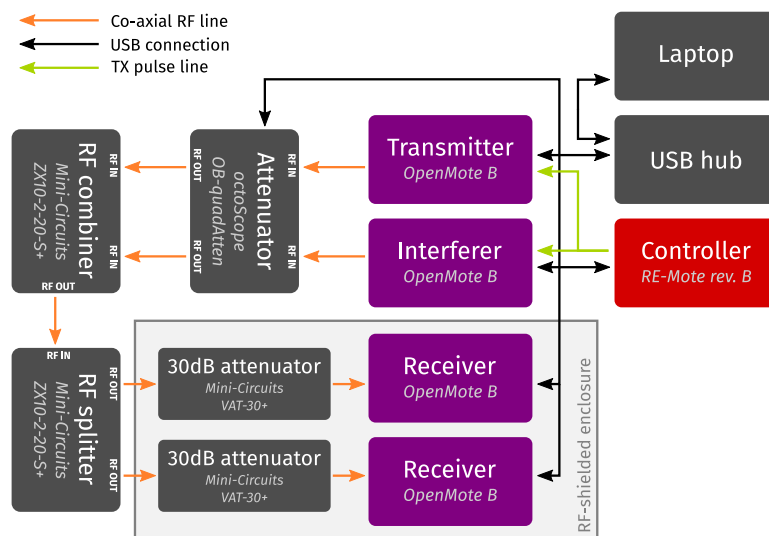 Co-axial RF line
USB connection
TX pulse line
Laptop
USB hub
Controller
RE-Mote rev. B
Transmitter
OpenMote B
Interferer
OpenMote B
RF IN
RF OUT
Attenuator
octoScope
OB-quadAtten
RF IN
RF OUT
RF IN
RF combiner
Mini-Circuits
ZX10-2-20-S+
RF IN
RF OUT
RF IN
RF splitter
Mini-Circuits
ZX10-2-20-S+
RF OUT
RF OUT
30dB attenuator
Mini-Circuits
VAT-30+
Receiver
OpenMote B
30dB attenuator
Mini-Circuits
VAT-30+
Receiver
OpenMote B
RF-shielded enclosure